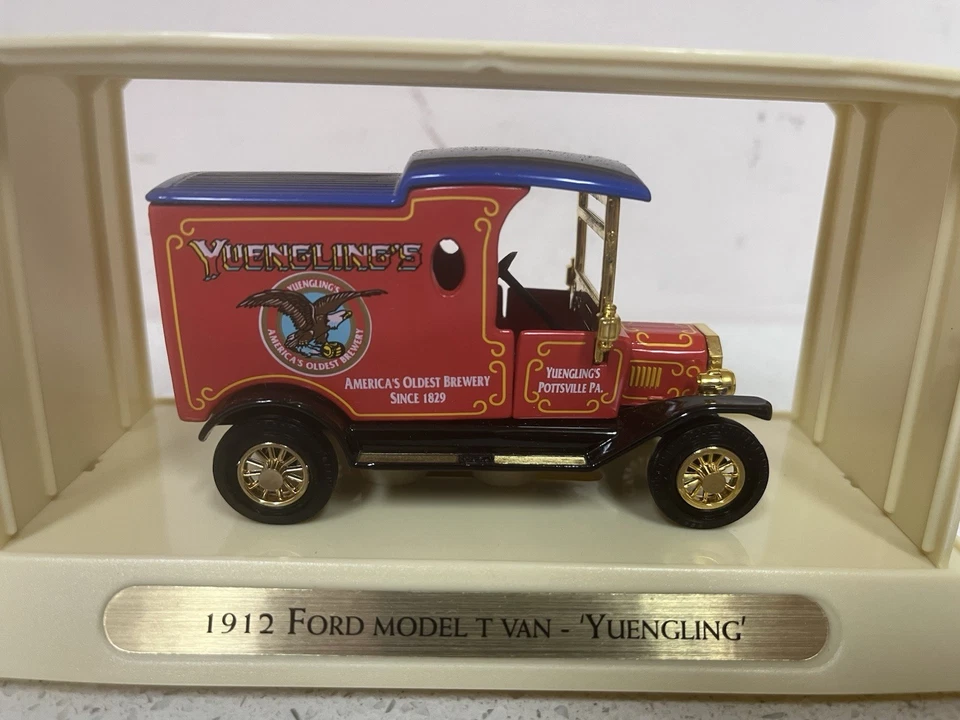 YUENGLING'S
YUENGLING'S
AMERICA'S OLDEST BREWERY
AMERICA'S OLDEST BREWERY
SINCE 1829
YUENGLING'S
POTTSVILLE PA.
1912 FORD MODEL T VAN - 'YUENGLING'